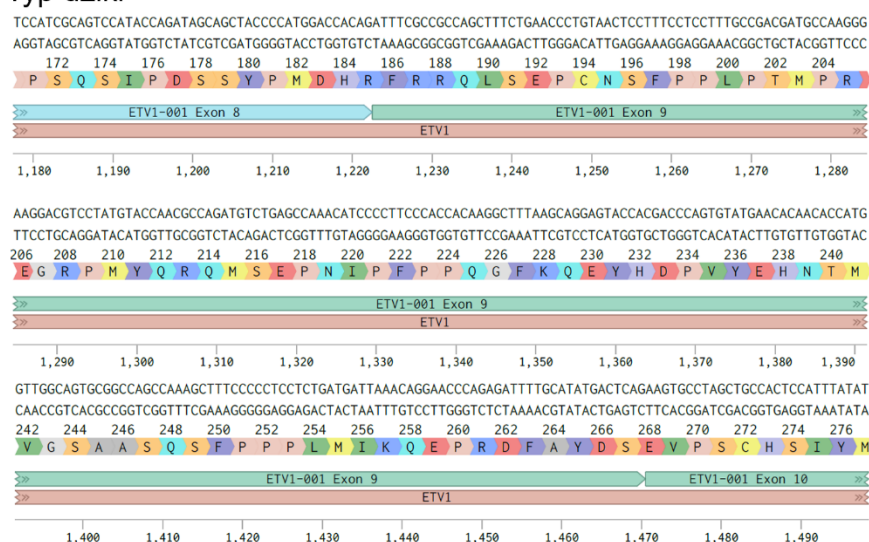 TCCATCGCAGTCCATACCAGATAGCAGCTACCCCATGGACCACAGATTTCGCCGCCAGCTTTCTGAACCCTGTAACTCCTTTCCTCCTTTGCCGACGATGCCAAGGG
AGGTAGCGTCAGGTATGGTCTATCGTCGATGGGGTACCTGGTGTCTAAAGCGGCGGTCGAAAGACTTGGGACATTGAGGAAAGGAGGAAACGGCTGCTACGGTTCCC
172 174 176 178 180 182 184 186 188 190 192 194 196 198 200 202 204
P S Q S I P D S S Y P M D H R F R R Q L S E P C N S F P P L P T M P R
ETV1-001 Exon 8 ETV1-001 Exon 9
ETV1
1,180 1,190 1,200 1,210 1,220 1,230 1,240 1,250 1,260 1,270 1,280
AAGGACGTCCTATGTACCAACGCCAGATGTCTGAGCCAAACATCCCCTTCCCACCACAAGGCTTTAAGCAGGAGTACCACGACCCAGTGTATGAACACAACACCATG
TTCCTGCAGGATACATGGTTGCGGTCTACAGACTCGGTTTGTAGGGGAAGGGTGGTGTTCCGAAATTCGTCCTCATGGTGCTGGGTCACATACTTGTGTTGTGGTAC
206 208 210 212 214 216 218 220 222 224 226 228 230 232 234 236 238 240
E G R P M Y Q R Q M S E P N I P F P P Q G F K Q E Y H D P V Y E H N T M
ETV1-001 Exon 9
ETV1
1,290 1,300 1,310 1,320 1,330 1,340 1,350 1,360 1,370 1,380 1,390
GTTGGCAGTGCGGCCAGCCAAAGCTTTCCCCCTCCTCTGATGATTAAACAGGAACCCAGAGATTTTGCATATGACTCAGAAGTGCCTAGCTGCCACTCCATTTATAT
CAACCGTCACGCCGGTCGGTTTCGAAAGGGGGAGGAGACTACTAATTTGTCCTTGGGTCTCTAAAACGTATACTGAGTCTTCACGGATCGACGGTGAGGTAAATATA
242 244 246 248 250 252 254 256 258 260 262 264 266 268 270 272 274 276
V G S A A S Q S F P P P L M I K Q E P R D F A Y D S E V P S C H S I Y M
ETV1-001 Exon 9 ETV1-001 Exon 10
ETV1
1,400 1,410 1,420 1,430 1,440 1,450 1,460 1,470 1,480 1,490